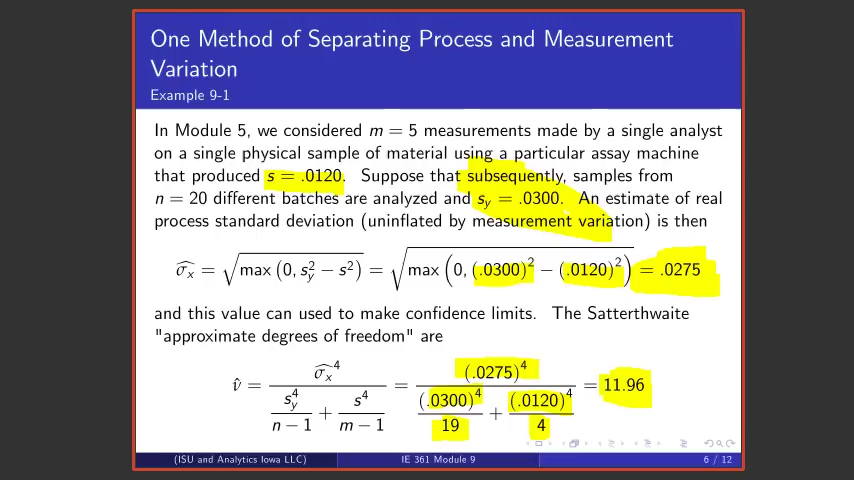 One Method of Separating Process and Measurement
Variation
Example 9-1
In Module 5, we considered m = 5 measurements made by a single analyst
on a single physical sample of material using a particular assay machine
that produced s = .0120. Suppose that subsequently, samples from
n = 20 different batches are analyzed and s_y = .0300. An estimate of real
process standard deviation (uninflated by measurement variation) is then
σ̂_x = √(max (0, s_y² − s²)) = √(max (0, (.0300)² − (.0120)²)) = .0275
and this value can used to make confidence limits. The Satterthwaite
"approximate degrees of freedom" are
ν̂ = σ̂_x⁴ / (s_y⁴/(n − 1) + s⁴/(m − 1)) = (.0275)⁴ / ((.0300)⁴/19 + (.0120)⁴/4) = 11.96
(ISU and Analytics Iowa LLC) IE 361 Module 9 6 / 12